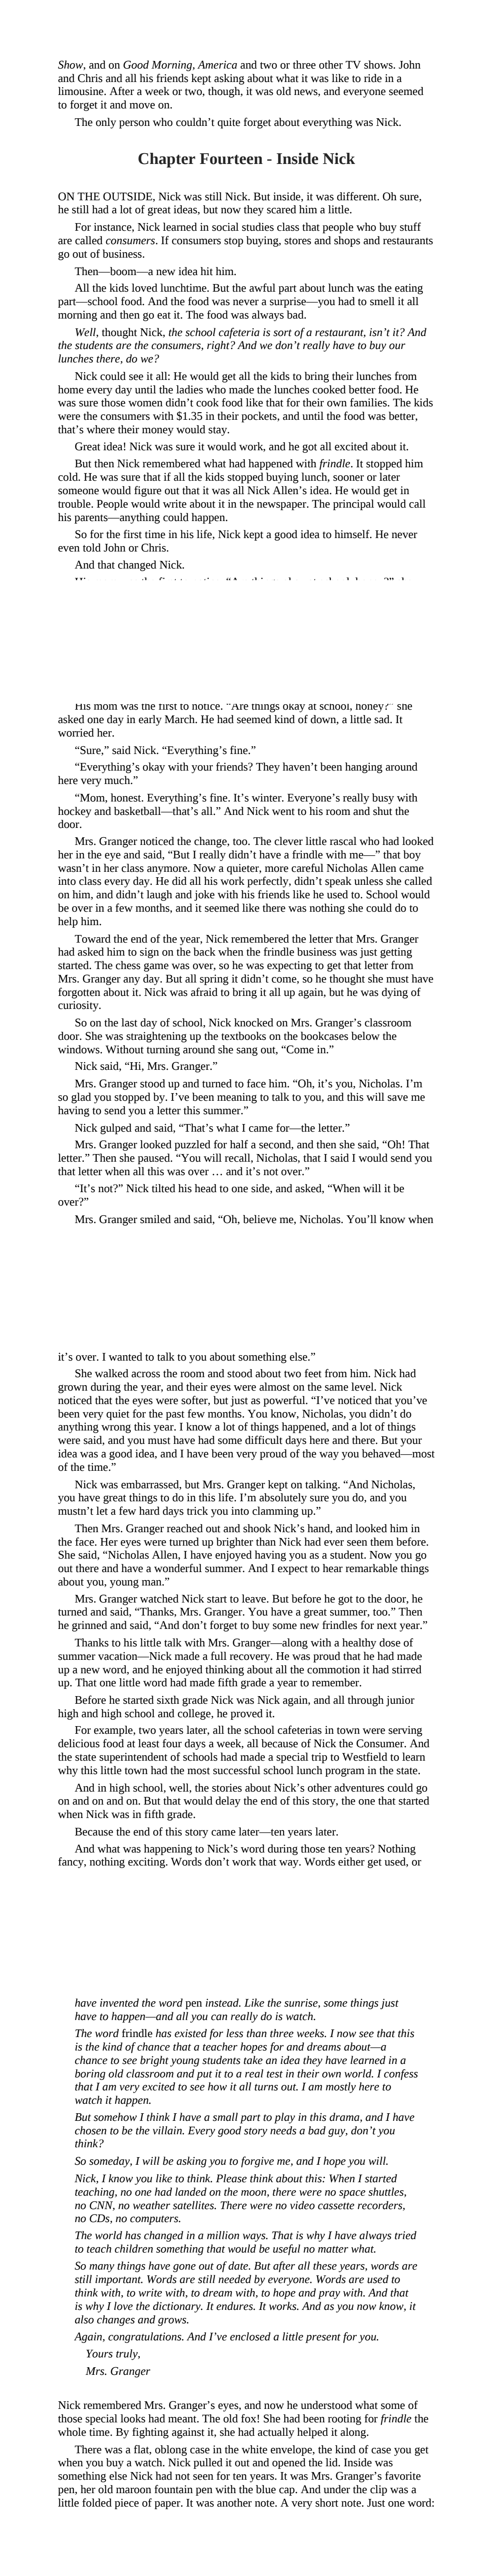 Show, and on Good Morning, America and two or three other TV shows. John
and Chris and all his friends kept asking about what it was like to ride in a
limousine. After a week or two, though, it was old news, and everyone seemed
to forget it and move on.
The only person who couldn’t quite forget about everything was Nick.
Chapter Fourteen - Inside Nick
ON THE OUTSIDE, Nick was still Nick. But inside, it was different. Oh sure,
he still had a lot of great ideas, but now they scared him a little.
For instance, Nick learned in social studies class that people who buy stuff
are called consumers. If consumers stop buying, stores and shops and restaurants
go out of business.
Then—boom—a new idea hit him.
All the kids loved lunchtime. But the awful part about lunch was the eating
part—school food. And the food was never a surprise—you had to smell it all
morning and then go eat it. The food was always bad.
Well, thought Nick, the school cafeteria is sort of a restaurant, isn’t it? And
the students are the consumers, right? And we don’t really have to buy our
lunches there, do we?
Nick could see it all: He would get all the kids to bring their lunches from
home every day until the ladies who made the lunches cooked better food. He
was sure those women didn’t cook food like that for their own families. The kids
were the consumers with $1.35 in their pockets, and until the food was better,
that’s where their money would stay.
Great idea! Nick was sure it would work, and he got all excited about it.
But then Nick remembered what had happened with frindle. It stopped him
cold. He was sure that if all the kids stopped buying lunch, sooner or later
someone would figure out that it was all Nick Allen’s idea. He would get in
trouble. People would write about it in the newspaper. The principal would call
his parents—anything could happen.
So for the first time in his life, Nick kept a good idea to himself. He never
even told John or Chris.
And that changed Nick.
His mom was the first to notice. “Are things okay at school, honey?” she
asked one day in early March. He had seemed kind of down, a little sad. It
worried her.
“Sure,” said Nick. “Everything’s fine.”
“Everything’s okay with your friends? They haven’t been hanging around
here very much.”
“Mom, honest. Everything’s fine. It’s winter. Everyone’s really busy with
hockey and basketball—that’s all.” And Nick went to his room and shut the
door.
Mrs. Granger noticed the change, too. The clever little rascal who had looked
her in the eye and said, “But I really didn’t have a frindle with me—” that boy
wasn’t in her class anymore. Now a quieter, more careful Nicholas Allen came
into class every day. He did all his work perfectly, didn’t speak unless she called
on him, and didn’t laugh and joke with his friends like he used to. School would
be over in a few months, and it seemed like there was nothing she could do to
help him.
Toward the end of the year, Nick remembered the letter that Mrs. Granger
had asked him to sign on the back when the frindle business was just getting
started. The chess game was over, so he was expecting to get that letter from
Mrs. Granger any day. But all spring it didn’t come, so he thought she must have
forgotten about it. Nick was afraid to bring it all up again, but he was dying of
curiosity.
So on the last day of school, Nick knocked on Mrs. Granger’s classroom
door. She was straightening up the textbooks on the bookcases below the
windows. Without turning around she sang out, “Come in.”
Nick said, “Hi, Mrs. Granger.”
Mrs. Granger stood up and turned to face him. “Oh, it’s you, Nicholas. I’m
so glad you stopped by. I’ve been meaning to talk to you, and this will save me
having to send you a letter this summer.”
Nick gulped and said, “That’s what I came for—the letter.”
Mrs. Granger looked puzzled for half a second, and then she said, “Oh! That
letter.” Then she paused. “You will recall, Nicholas, that I said I would send you
that letter when all this was over … and it’s not over.”
“It’s not?” Nick tilted his head to one side, and asked, “When will it be
over?”
Mrs. Granger smiled and said, “Oh, believe me, Nicholas. You’ll know when
it’s over. I wanted to talk to you about something else.”
She walked across the room and stood about two feet from him. Nick had
grown during the year, and their eyes were almost on the same level. Nick
noticed that the eyes were softer, but just as powerful. “I’ve noticed that you’ve
been very quiet for the past few months. You know, Nicholas, you didn’t do
anything wrong this year. I know a lot of things happened, and a lot of things
were said, and you must have had some difficult days here and there. But your
idea was a good idea, and I have been very proud of the way you behaved—most
of the time.”
Nick was embarrassed, but Mrs. Granger kept on talking. “And Nicholas,
you have great things to do in this life. I’m absolutely sure you do, and you
mustn’t let a few hard days trick you into clamming up.”
Then Mrs. Granger reached out and shook Nick’s hand, and looked him in
the face. Her eyes were turned up brighter than Nick had ever seen them before.
She said, “Nicholas Allen, I have enjoyed having you as a student. Now you go
out there and have a wonderful summer. And I expect to hear remarkable things
about you, young man.”
Mrs. Granger watched Nick start to leave. But before he got to the door, he
turned and said, “Thanks, Mrs. Granger. You have a great summer, too.” Then
he grinned and said, “And don’t forget to buy some new frindles for next year.”
Thanks to his little talk with Mrs. Granger—along with a healthy dose of
summer vacation—Nick made a full recovery. He was proud that he had made
up a new word, and he enjoyed thinking about all the commotion it had stirred
up. That one little word had made fifth grade a year to remember.
Before he started sixth grade Nick was Nick again, and all through junior
high and high school and college, he proved it.
For example, two years later, all the school cafeterias in town were serving
delicious food at least four days a week, all because of Nick the Consumer. And
the state superintendent of schools had made a special trip to Westfield to learn
why this little town had the most successful school lunch program in the state.
And in high school, well, the stories about Nick’s other adventures could go
on and on and on. But that would delay the end of this story, the one that started
when Nick was in fifth grade.
Because the end of this story came later—ten years later.
And what was happening to Nick’s word during those ten years? Nothing
fancy, nothing exciting. Words don’t work that way. Words either get used, or
have invented the word pen instead. Like the sunrise, some things just
have to happen—and all you can really do is watch.
The word frindle has existed for less than three weeks. I now see that this
is the kind of chance that a teacher hopes for and dreams about—a
chance to see bright young students take an idea they have learned in a
boring old classroom and put it to a real test in their own world. I confess
that I am very excited to see how it all turns out. I am mostly here to
watch it happen.
But somehow I think I have a small part to play in this drama, and I have
chosen to be the villain. Every good story needs a bad guy, don’t you
think?
So someday, I will be asking you to forgive me, and I hope you will.
Nick, I know you like to think. Please think about this: When I started
teaching, no one had landed on the moon, there were no space shuttles,
no CNN, no weather satellites. There were no video cassette recorders,
no CDs, no computers.
The world has changed in a million ways. That is why I have always tried
to teach children something that would be useful no matter what.
So many things have gone out of date. But after all these years, words are
still important. Words are still needed by everyone. Words are used to
think with, to write with, to dream with, to hope and pray with. And that
is why I love the dictionary. It endures. It works. And as you now know, it
also changes and grows.
Again, congratulations. And I’ve enclosed a little present for you.
Yours truly,
Mrs. Granger
Nick remembered Mrs. Granger’s eyes, and now he understood what some of
those special looks had meant. The old fox! She had been rooting for frindle the
whole time. By fighting against it, she had actually helped it along.
There was a flat, oblong case in the white envelope, the kind of case you get
when you buy a watch. Nick pulled it out and opened the lid. Inside was
something else Nick had not seen for ten years. It was Mrs. Granger’s favorite
pen, her old maroon fountain pen with the blue cap. And under the clip was a
little folded piece of paper. It was another note. A very short note. Just one word: